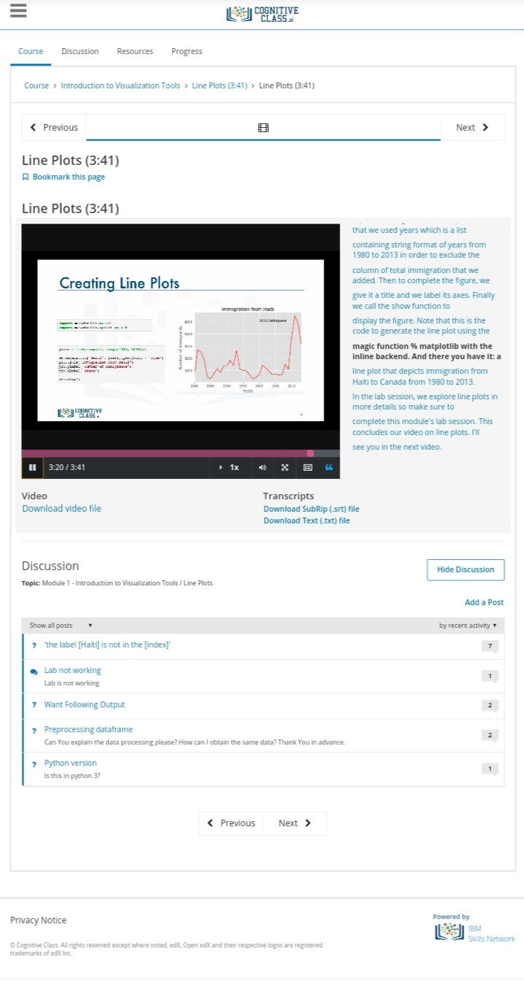 COGNITIVE
CLASS.ai
Course
Discussion
Resources
Progress
Course > Introduction to Visualization Tools > Line Plots (3:41) > Line Plots (3:41)
Previous
Next
Line Plots (3:41)
Bookmark this page
Line Plots (3:41)
Creating Line Plots
Immigration from Haiti
2010 Earthquake
Number of Immigrants
Years
COGNITIVE
CLASS
3:20 / 3:41
1x
CC
that we used years which is a list
containing string format of years from
1980 to 2013 in order to exclude the
column of total immigration that we
added. Then to complete the figure, we
give it a title and we label its axes. Finally
we call the show function to
display the figure. Note that this is the
code to generate the line plot using the
magic function % matplotlib with the
inline backend. And there you have it: a
line plot that depicts immigration from
Haiti to Canada from 1980 to 2013.
In the lab session, we explore line plots in
more details so make sure to
complete this module's lab session. This
concludes our video on line plots. I'll
see you in the next video.
Video
Download video file
Transcripts
Download SubRip (.srt) file
Download Text (.txt) file
Discussion
Hide Discussion
Topic: Module 1 - Introduction to Visualization Tools / Line Plots
Add a Post
Show all posts
by recent activity
? 'the label [Haiti] is not in the [index]'
7
Lab not working
Lab is not working
1
? Want Following Output
2
? Preprocessing dataframe
Can You explain the data processing please? How can I obtain the same data? Thank You in advance.
2
? Python version
Is this in python 3?
1
Previous
Next
Privacy Notice
Powered by
IBM
Skills Network
© Cognitive Class. All rights reserved except where noted. edX, Open edX and their respective logos are registered
trademarks of edX Inc.